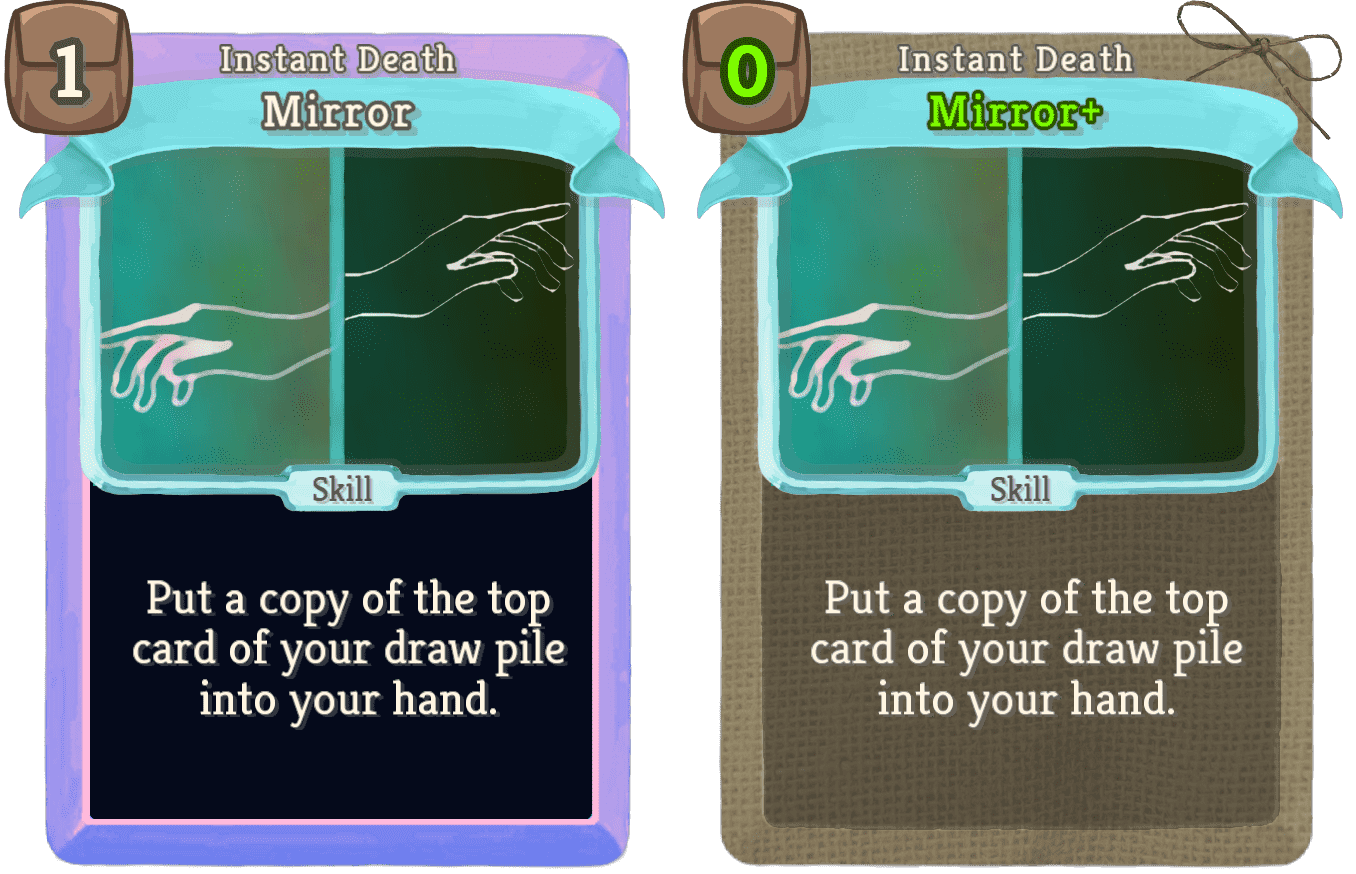 1
Instant Death
Mirror
Skill
Put a copy of the top
card of your draw pile
into your hand.
0
Instant Death
Mirror+
Skill
Put a copy of the top
card of your draw pile
into your hand.